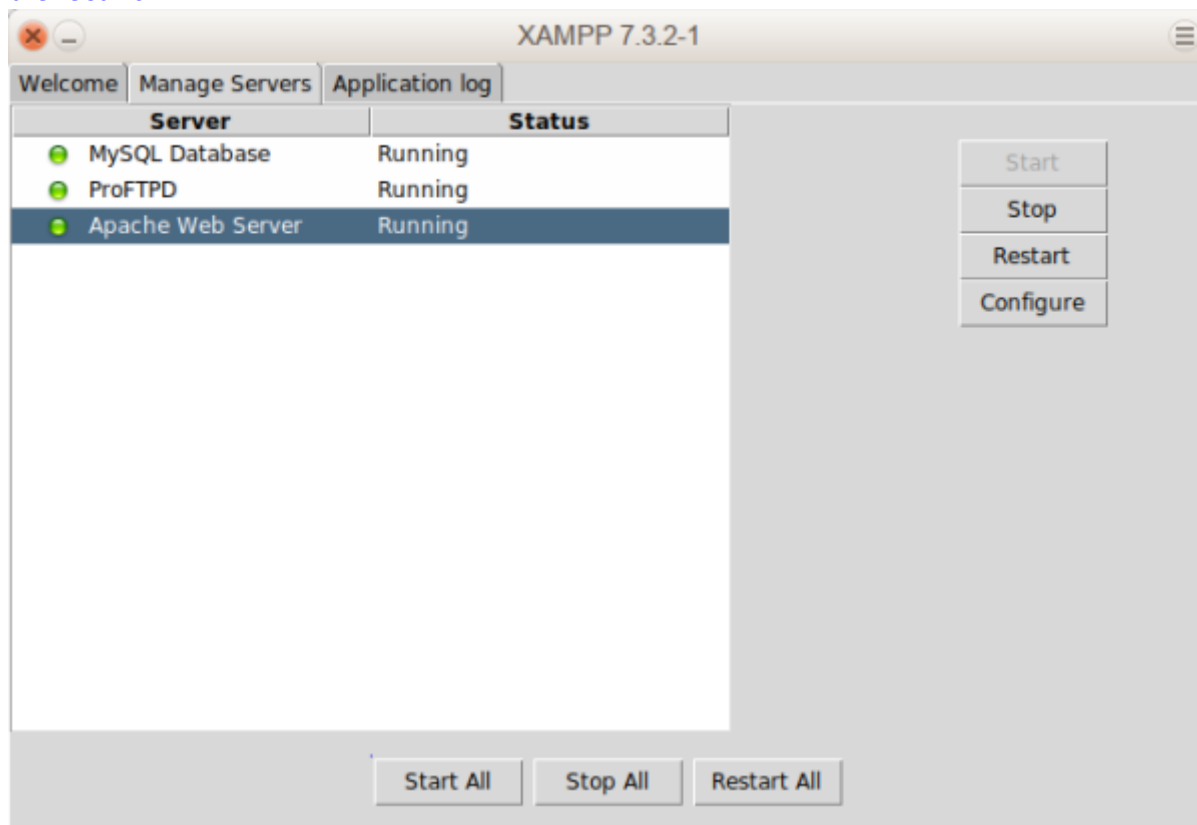 XAMPP 7.3.2-1
Welcome Manage Servers Application log
Server Status
MySQL Database Running
ProFTPD Running
Apache Web Server Running
Start
Stop
Restart
Configure
Start All Stop All Restart All